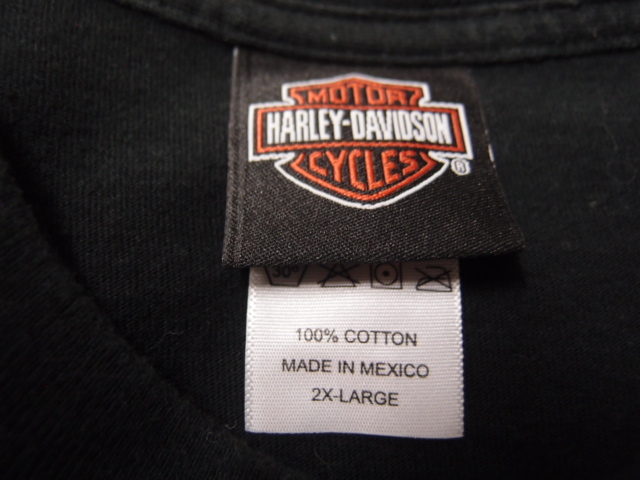 MOTOR
HARLEY-DAVIDSON
CYCLES
®
30°
100% COTTON
MADE IN MEXICO
2X-LARGE